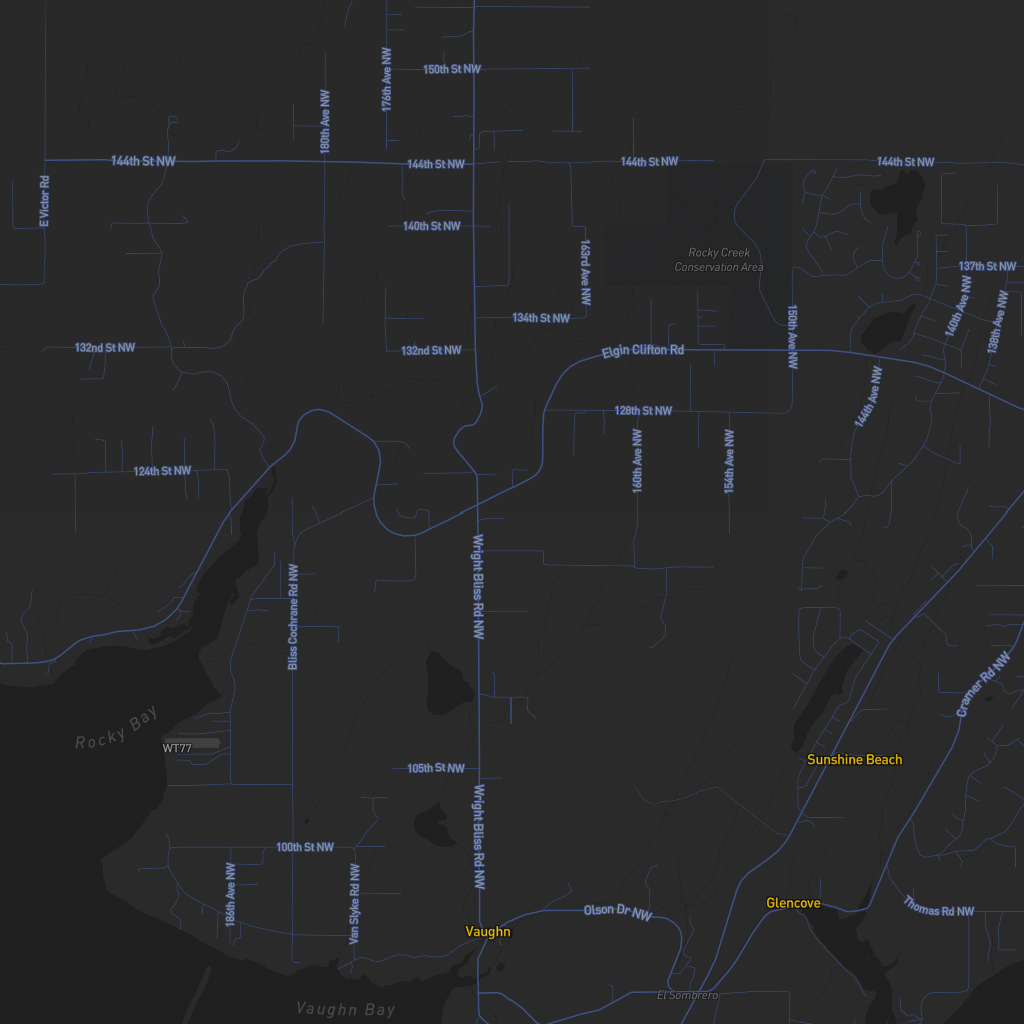 176th Ave NW
150th St NW
180th Ave NW
144th St NW
144th St NW
144th St NW
144th St NW
E Victor Rd
140th St NW
163rd Ave NW
Rocky Creek
Conservation Area
137th St NW
140th Ave NW
138th Ave NW
134th St NW
150th Ave NW
132nd St NW
132nd St NW
Elgin Clifton Rd
144th Ave NW
128th St NW
160th Ave NW
154th Ave NW
124th St NW
Wright Bliss Rd NW
Bliss Cochrane Rd NW
Cramer Rd NW
Rocky Bay
WT77
Sunshine Beach
105th St NW
Wright Bliss Rd NW
100th St NW
186th Ave NW
Van Slyke Rd NW
Glencove
Olson Dr NW
Thomas Rd NW
Vaughn
El Sombrero
Vaughn Bay